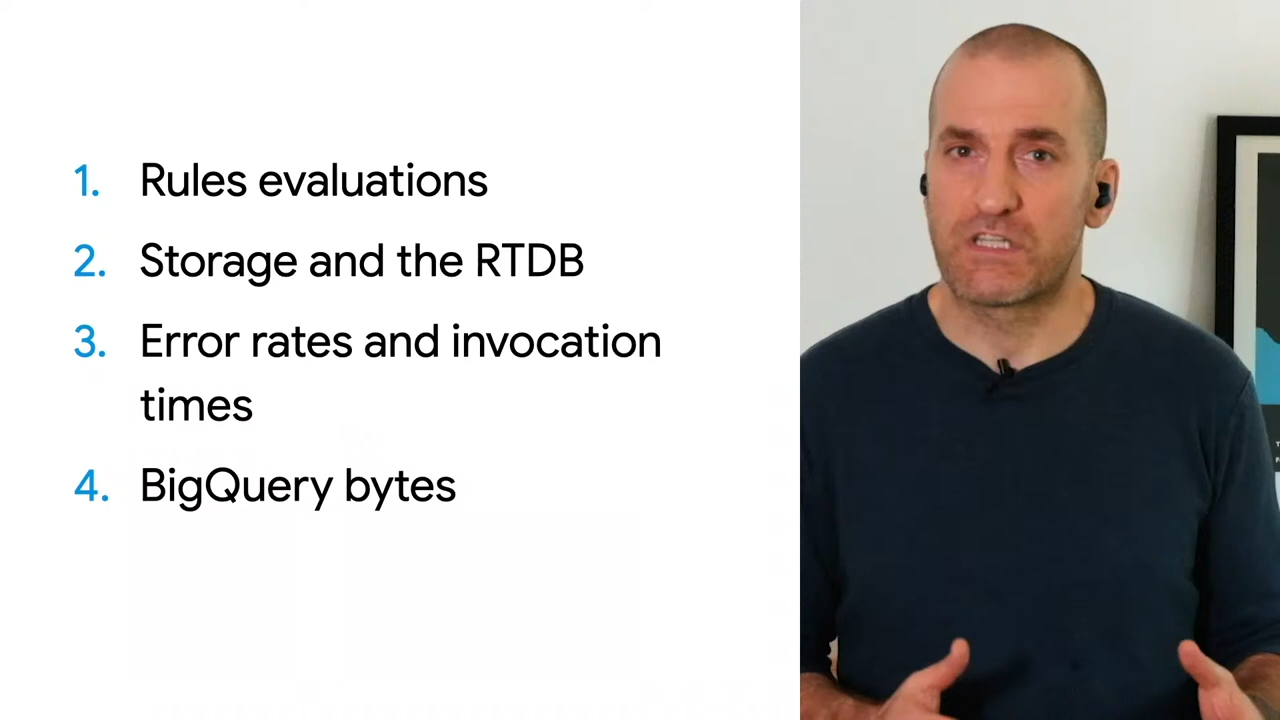 1. Rules evaluations
2. Storage and the RTDB
3. Error rates and invocation
times
4. BigQuery bytes